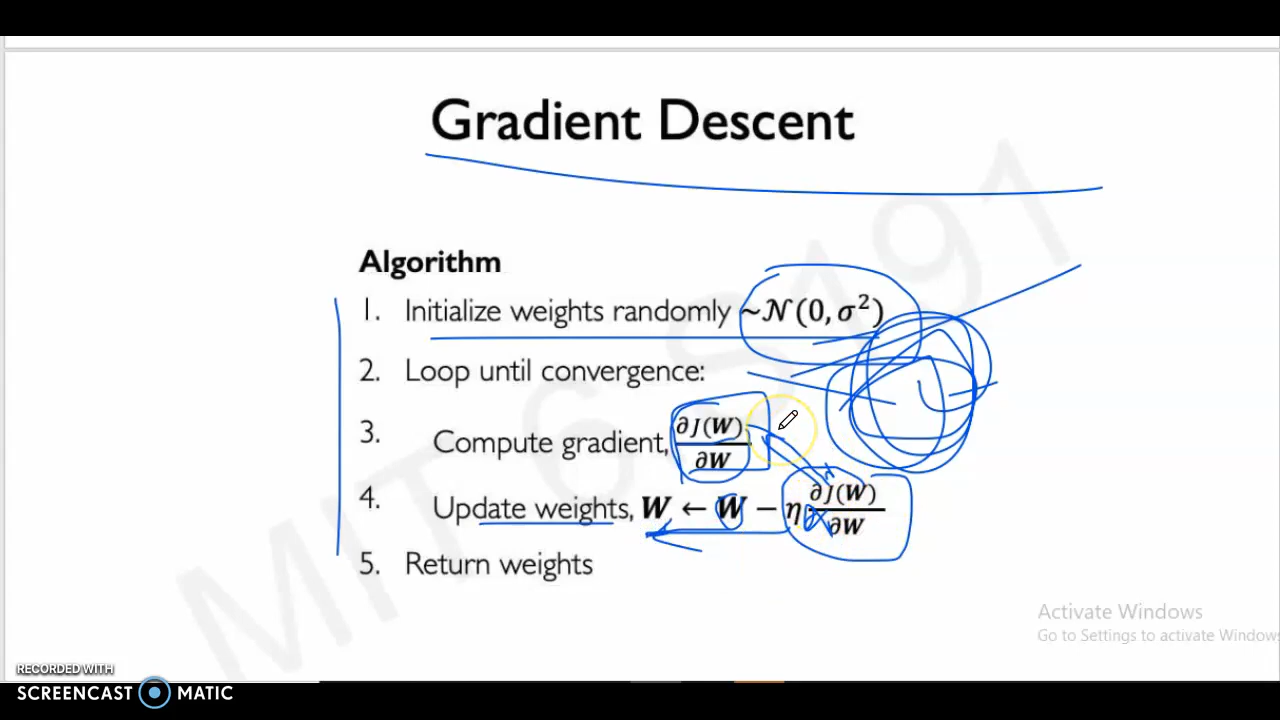 Gradient Descent
Algorithm
1. Initialize weights randomly ~𝒩(0, σ²)
2. Loop until convergence:
3. Compute gradient, ∂J(W)/∂W
4. Update weights, W ← W − η ∂J(W)/∂W
5. Return weights
MIT 6.S191
Activate Windows
Go to Settings to activate Windows
RECORDED WITH
SCREENCAST MATIC